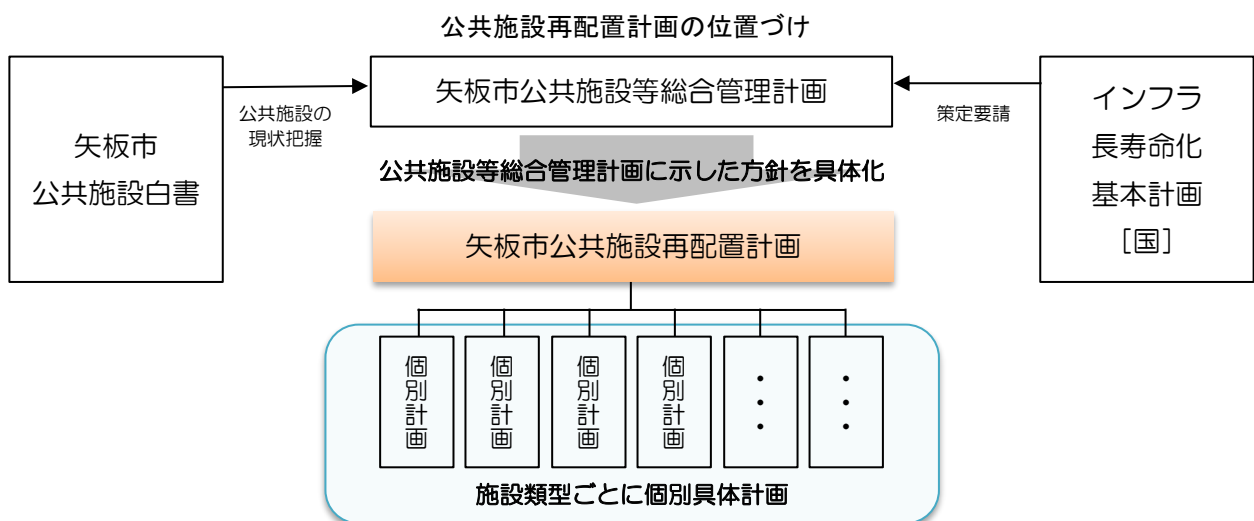 公共施設再配置計画の位置づけ
矢板市
公共施設白書
公共施設の
現状把握
矢板市公共施設等総合管理計画
策定要請
インフラ
長寿命化
基本計画
[国]
公共施設等総合管理計画に示した方針を具体化
矢板市公共施設再配置計画
個別計画
個別計画
個別計画
個別計画
・・・
・・・
施設類型ごとに個別具体計画